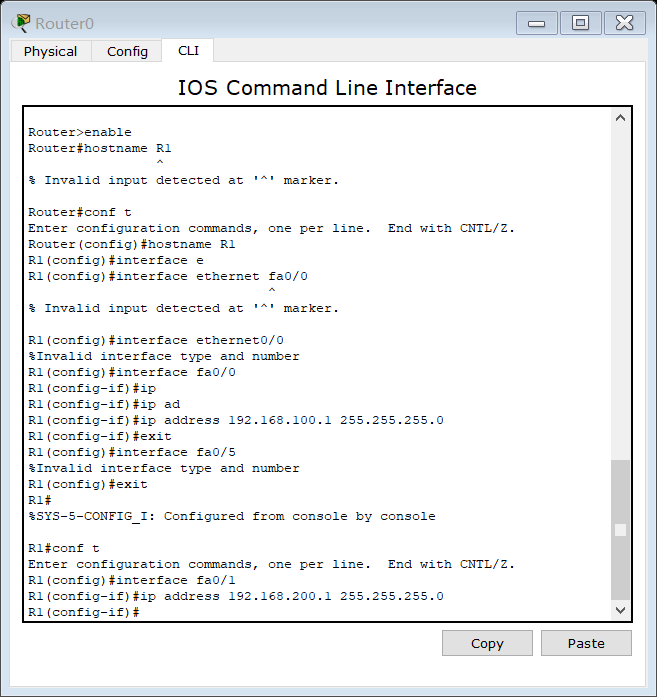 Router0
Physical Config CLI
IOS Command Line Interface
Router>enable
Router#hostname R1
^
% Invalid input detected at '^' marker.
Router#conf t
Enter configuration commands, one per line.  End with CNTL/Z.
Router(config)#hostname R1
R1(config)#interface e
R1(config)#interface ethernet fa0/0
^
% Invalid input detected at '^' marker.
R1(config)#interface ethernet0/0
%Invalid interface type and number
R1(config)#interface fa0/0
R1(config-if)#ip
R1(config-if)#ip ad
R1(config-if)#ip address 192.168.100.1 255.255.255.0
R1(config-if)#exit
R1(config)#interface fa0/5
%Invalid interface type and number
R1(config)#exit
R1#
%SYS-5-CONFIG_I: Configured from console by console
R1#conf t
Enter configuration commands, one per line.  End with CNTL/Z.
R1(config)#interface fa0/1
R1(config-if)#ip address 192.168.200.1 255.255.255.0
R1(config-if)#
Copy Paste